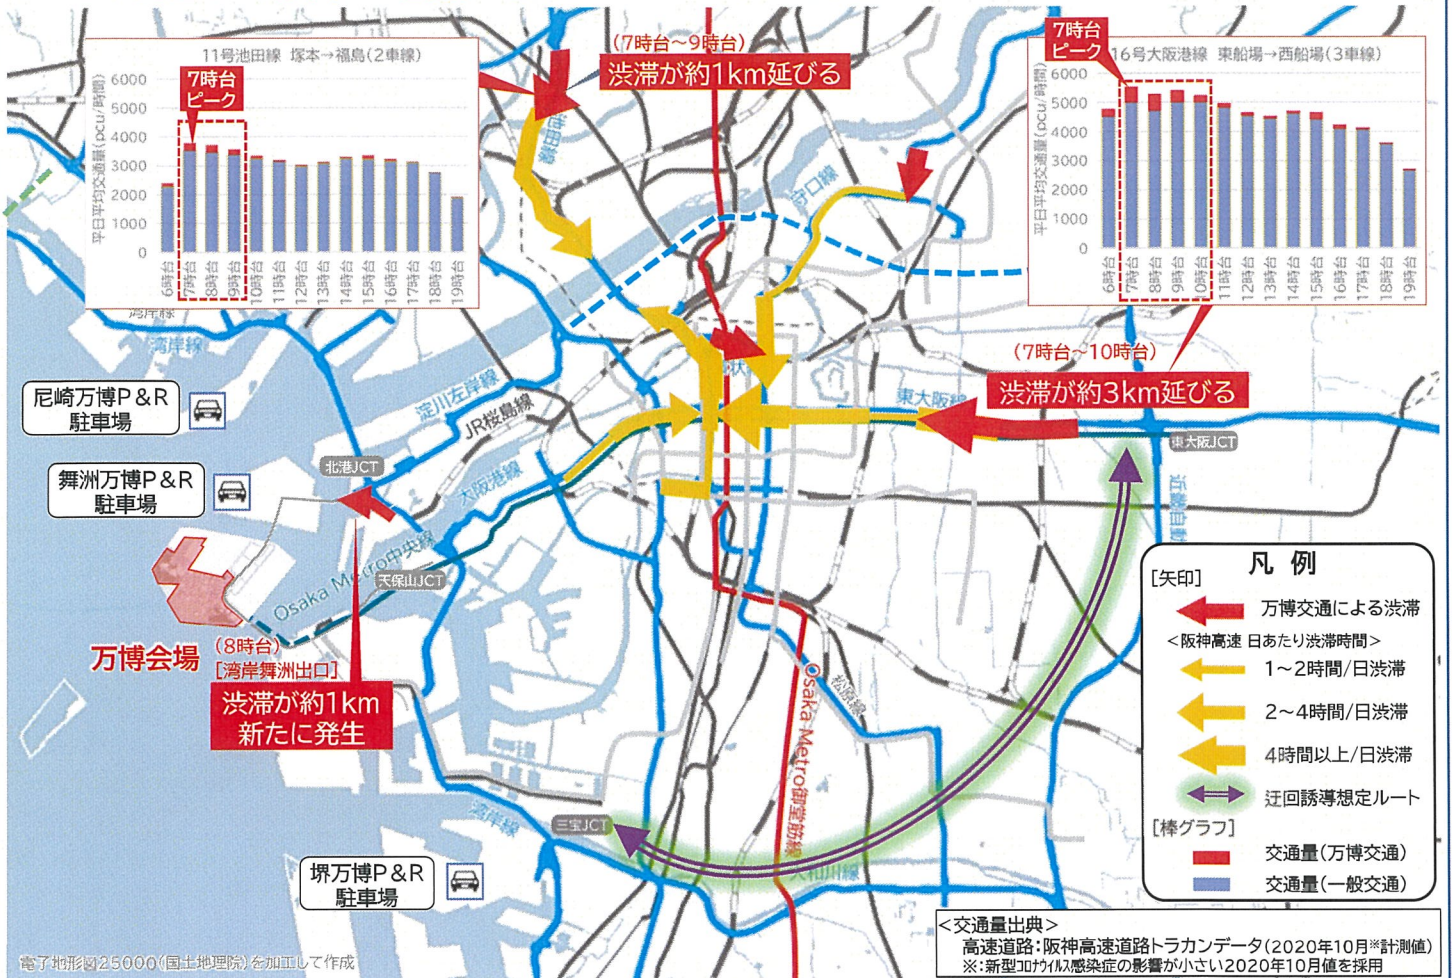 11号池田線 塚本→福島(2車線)
平日平均交通量(pcu/時間)
6000
5000
4000
3000
2000
1000
0
7時台
ピーク
6時台
7時台
8時台
9時台
10時台
11時台
12時台
13時台
14時台
15時台
16時台
17時台
18時台
19時台
(7時台～9時台)
渋滞が約1km延びる
7時台
ピーク
16号大阪港線 東船場→西船場(3車線)
平日平均交通量(pcu/時間)
6000
5000
4000
3000
2000
1000
0
6時台
7時台
8時台
9時台
10時台
11時台
12時台
13時台
14時台
15時台
16時台
17時台
18時台
19時台
池田線
守口線
湾岸線
湾岸線
(7時台～10時台)
渋滞が約3km延びる
尼崎万博P&R
駐車場
淀川左岸線
JR桜島線
環状
東大阪線
東大阪JCT
舞洲万博P&R
駐車場
北港JCT
大阪港線
近畿自動
Osaka Metro中央線
天保山JCT
万博会場
(8時台)
[湾岸舞洲出口]
渋滞が約1km
新たに発生
松原線
Osaka Metro御堂筋線
湾岸線
三宝JCT
大和川線
堺万博P&R
駐車場
凡 例
[矢印]
万博交通による渋滞
<阪神高速 日あたり渋滞時間>
1～2時間/日渋滞
2～4時間/日渋滞
4時間以上/日渋滞
迂回誘導想定ルート
[棒グラフ]
交通量(万博交通)
交通量(一般交通)
<交通量出典>
高速道路:阪神高速道路トラカンデータ(2020年10月※計測値)
※:新型コロナウイルス感染症の影響が小さい2020年10月値を採用
電子地形図25000(国土地理院)を加工して作成